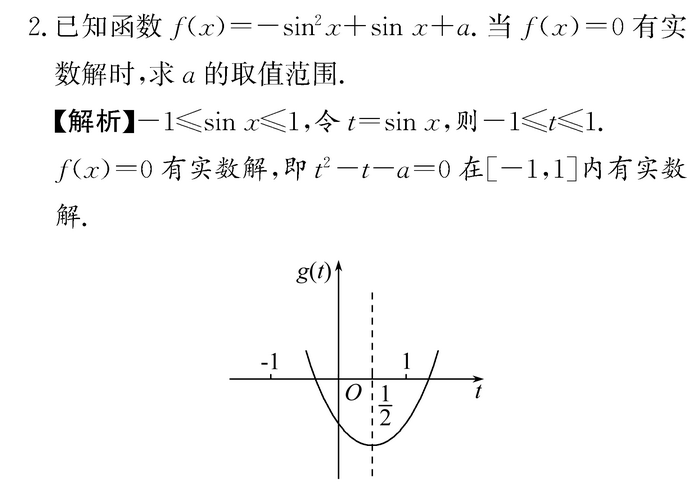 2. 已知函数 f(x)=-sin²x+sin x+a. 当 f(x)=0 有实
数解时,求 a 的取值范围.
【解析】-1≤sin x≤1,令 t=sin x,则-1≤t≤1.
f(x)=0 有实数解,即 t²-t-a=0 在[-1,1]内有实数
解.
g(t)
-1 1
O 1/2 t